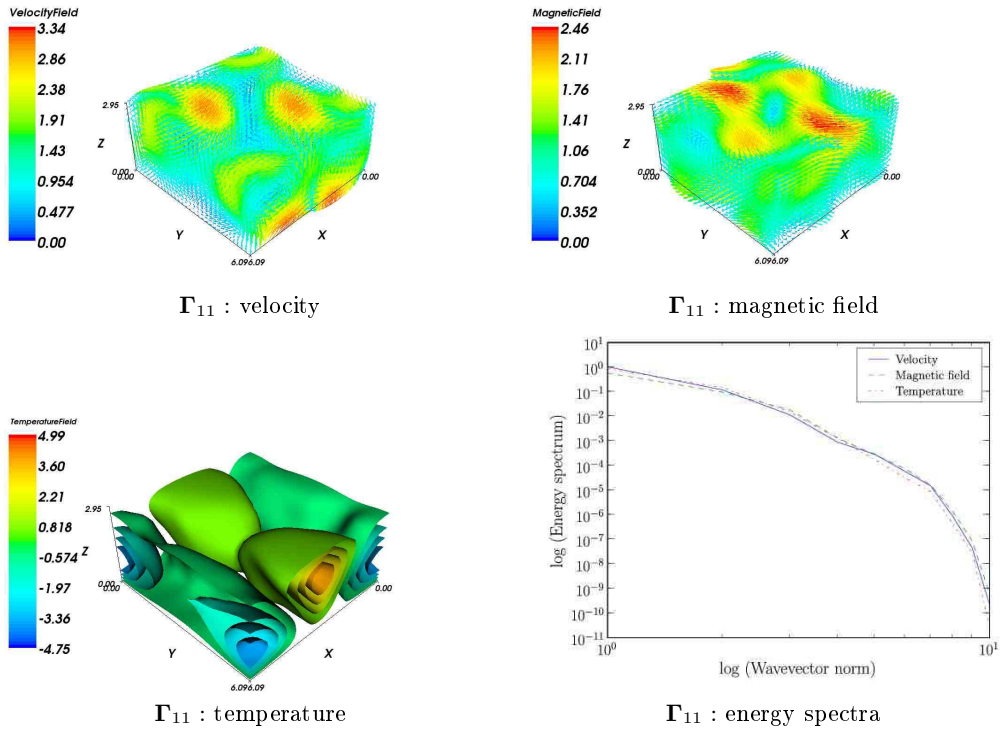 VelocityField
3.34
2.86
2.38
1.91
1.43
0.954
0.477
0.00
2.95
Z
0.00
0.00
Y
6.096.09
X
0.00
Γ11 : velocity
MagneticField
2.46
2.11
1.76
1.41
1.06
0.704
0.352
0.00
2.95
Z
0.00
0.00
Y
6.096.09
X
0.00
Γ11 : magnetic field
TemperatureField
4.99
3.60
2.21
0.818
-0.574
-1.97
-3.36
-4.75
2.95
Z
0.00
0.00
Y
6.096.09
X
0.00
Γ11 : temperature
10^1
10^0
10^-1
10^-2
10^-3
10^-4
10^-5
10^-6
10^-7
10^-8
10^-9
10^-10
10^-11
log (Energy spectrum)
Velocity
Magnetic field
Temperature
10^0
10^1
log (Wavevector norm)
Γ11 : energy spectra